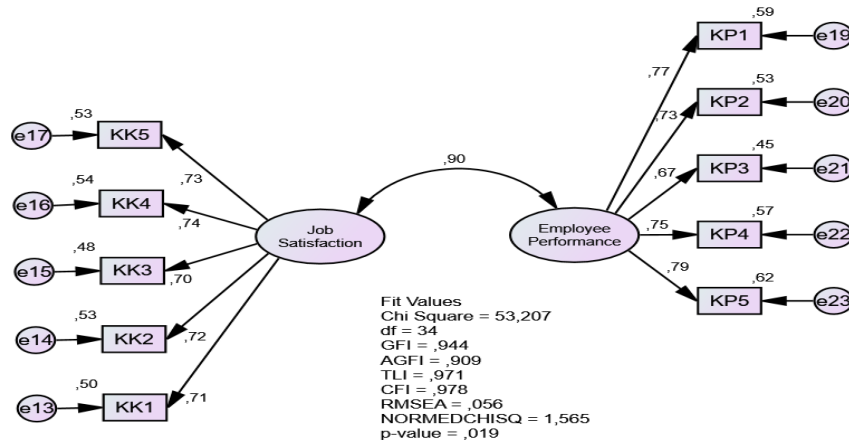 ,59
KP1
e19
,77
,53
KP2
e20
,73
,53
e17
KK5
,45
KP3
e21
,90
,67
,73
,54
e16
KK4
,74
Job
Satisfaction
Employee
Performance
,75
,57
KP4
e22
,48
e15
KK3
,70
,79
,62
KP5
e23
,53
e14
KK2
,72
,50
e13
KK1
,71
Fit Values
Chi Square = 53,207
df = 34
GFI = ,944
AGFI = ,909
TLI = ,971
CFI = ,978
RMSEA = ,056
NORMEDCHISQ = 1,565
p-value = ,019